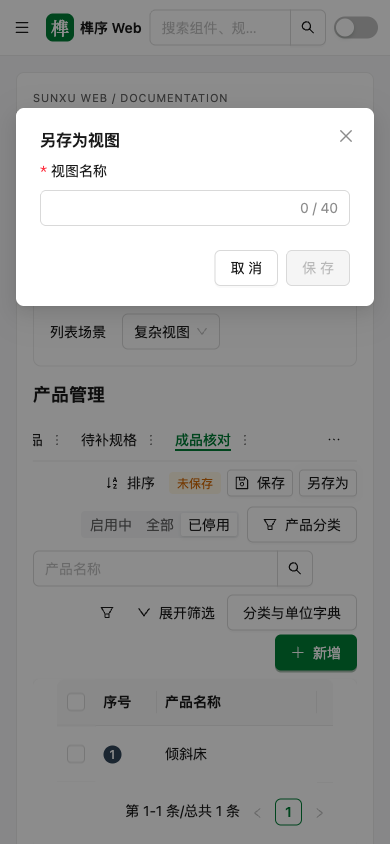 榫 榫序 Web 搜索组件、规...
SUNXU WEB / DOCUMENTATION
另存为视图
* 视图名称
0 / 40
取 消 保 存
列表场景 复杂视图
产品管理
品 待补规格 成品核对 ...
排序 未保存 保存 另存为
启用中 全部 已停用 产品分类
产品名称
展开筛选 分类与单位字典
新增
序号 产品名称
1 倾斜床
第 1-1 条/总共 1 条 1